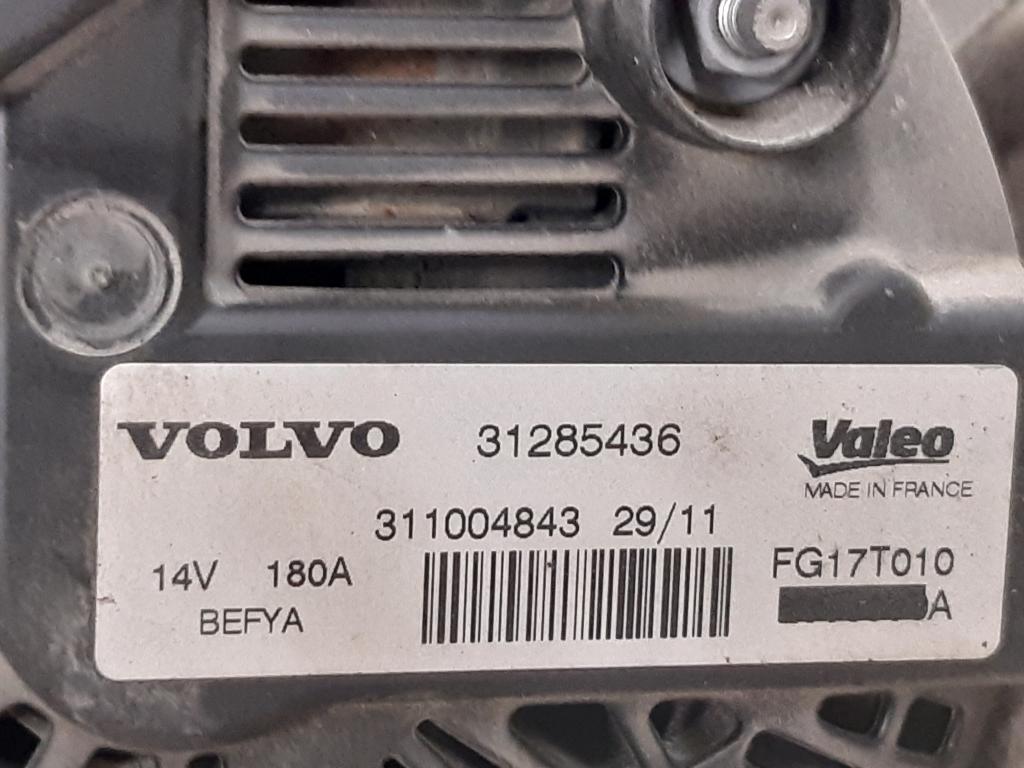 VOLVO 31285436 Valeo
MADE IN FRANCE
311004843 29/11
14V 180A FG17T010
BEFYA A